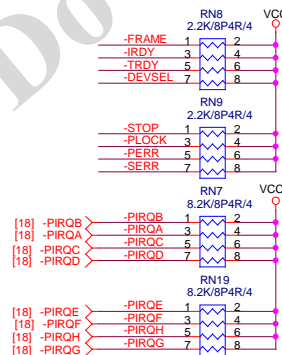 Do
RN8 VCC
2.2K/8P4R/4
-FRAME 1 2
-IRDY 3 4
-TRDY 5 6
-DEVSEL 7 8
RN9
2.2K/8P4R/4
-STOP 1 2
-PLOCK 3 4
-PERR 5 6
-SERR 7 8
RN7 VCC
8.2K/8P4R/4
[18] -PIRQB -PIRQB 1 2
[18] -PIRQA -PIRQA 3 4
[18] -PIRQC -PIRQC 5 6
[18] -PIRQD -PIRQD 7 8
RN19
8.2K/8P4R/4
[18] -PIRQE -PIRQE 1 2
[18] -PIRQF -PIRQF 3 4
[18] -PIRQH -PIRQH 5 6
[18] -PIRQG -PIRQG 7 8